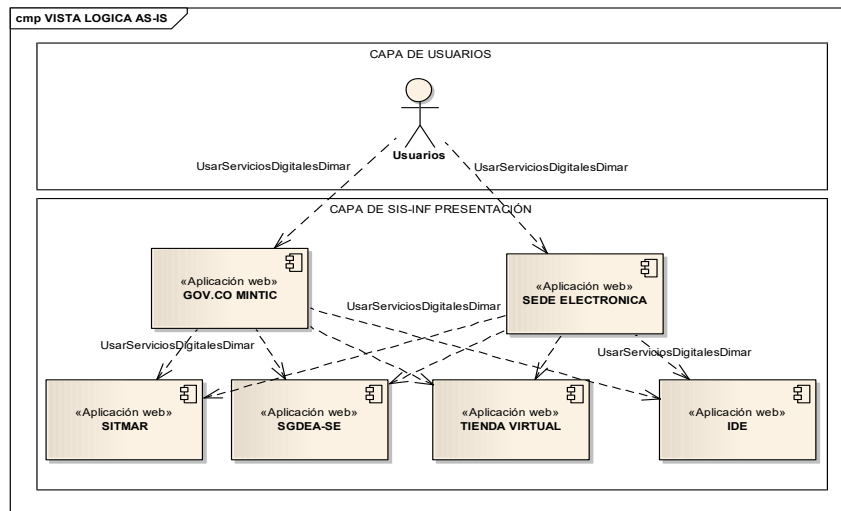 cmp VISTA LOGICA AS-IS
CAPA DE USUARIOS
Usuarios
UsarServiciosDigitalesDimar
UsarServiciosDigitalesDimar
CAPA DE SIS-INF PRESENTACIÓN
«Aplicación web»
GOV.CO MINTIC
«Aplicación web»
SEDE ELECTRONICA
UsarServiciosDigitalesDimar
UsarServiciosDigitalesDimar
UsarServiciosDigitalesDimar
«Aplicación web»
SITMAR
«Aplicación web»
SGDEA-SE
«Aplicación web»
TIENDA VIRTUAL
«Aplicación web»
IDE